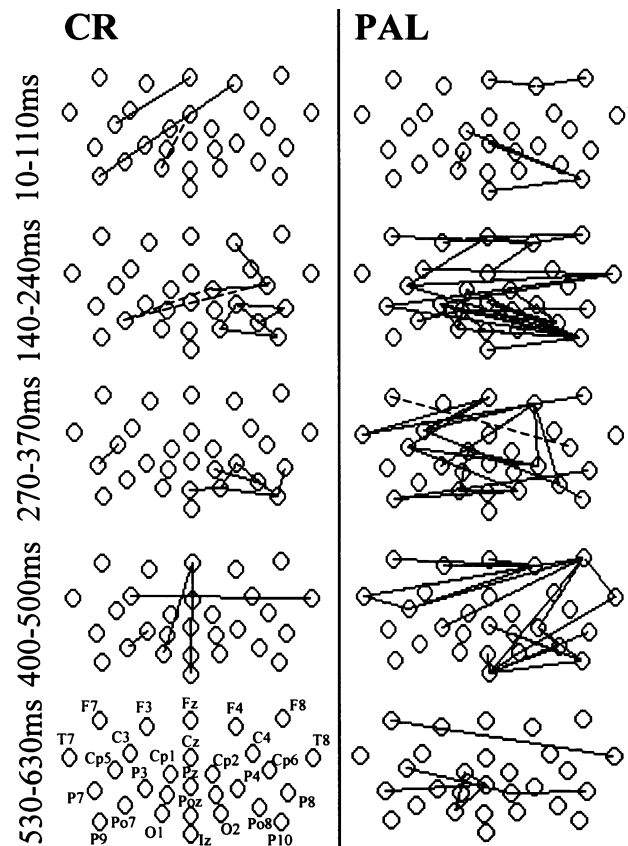 CR
PAL
10-110ms
140-240ms
270-370ms
400-500ms
530-630ms
F7 F3 Fz F4 F8
T7 C3 Cz C4 T8
Cp5 Cp1 Cp2 Cp6
P7 P3 Pz P4 P8
Po7 Poz Po8
P9 O1 Iz O2 P10